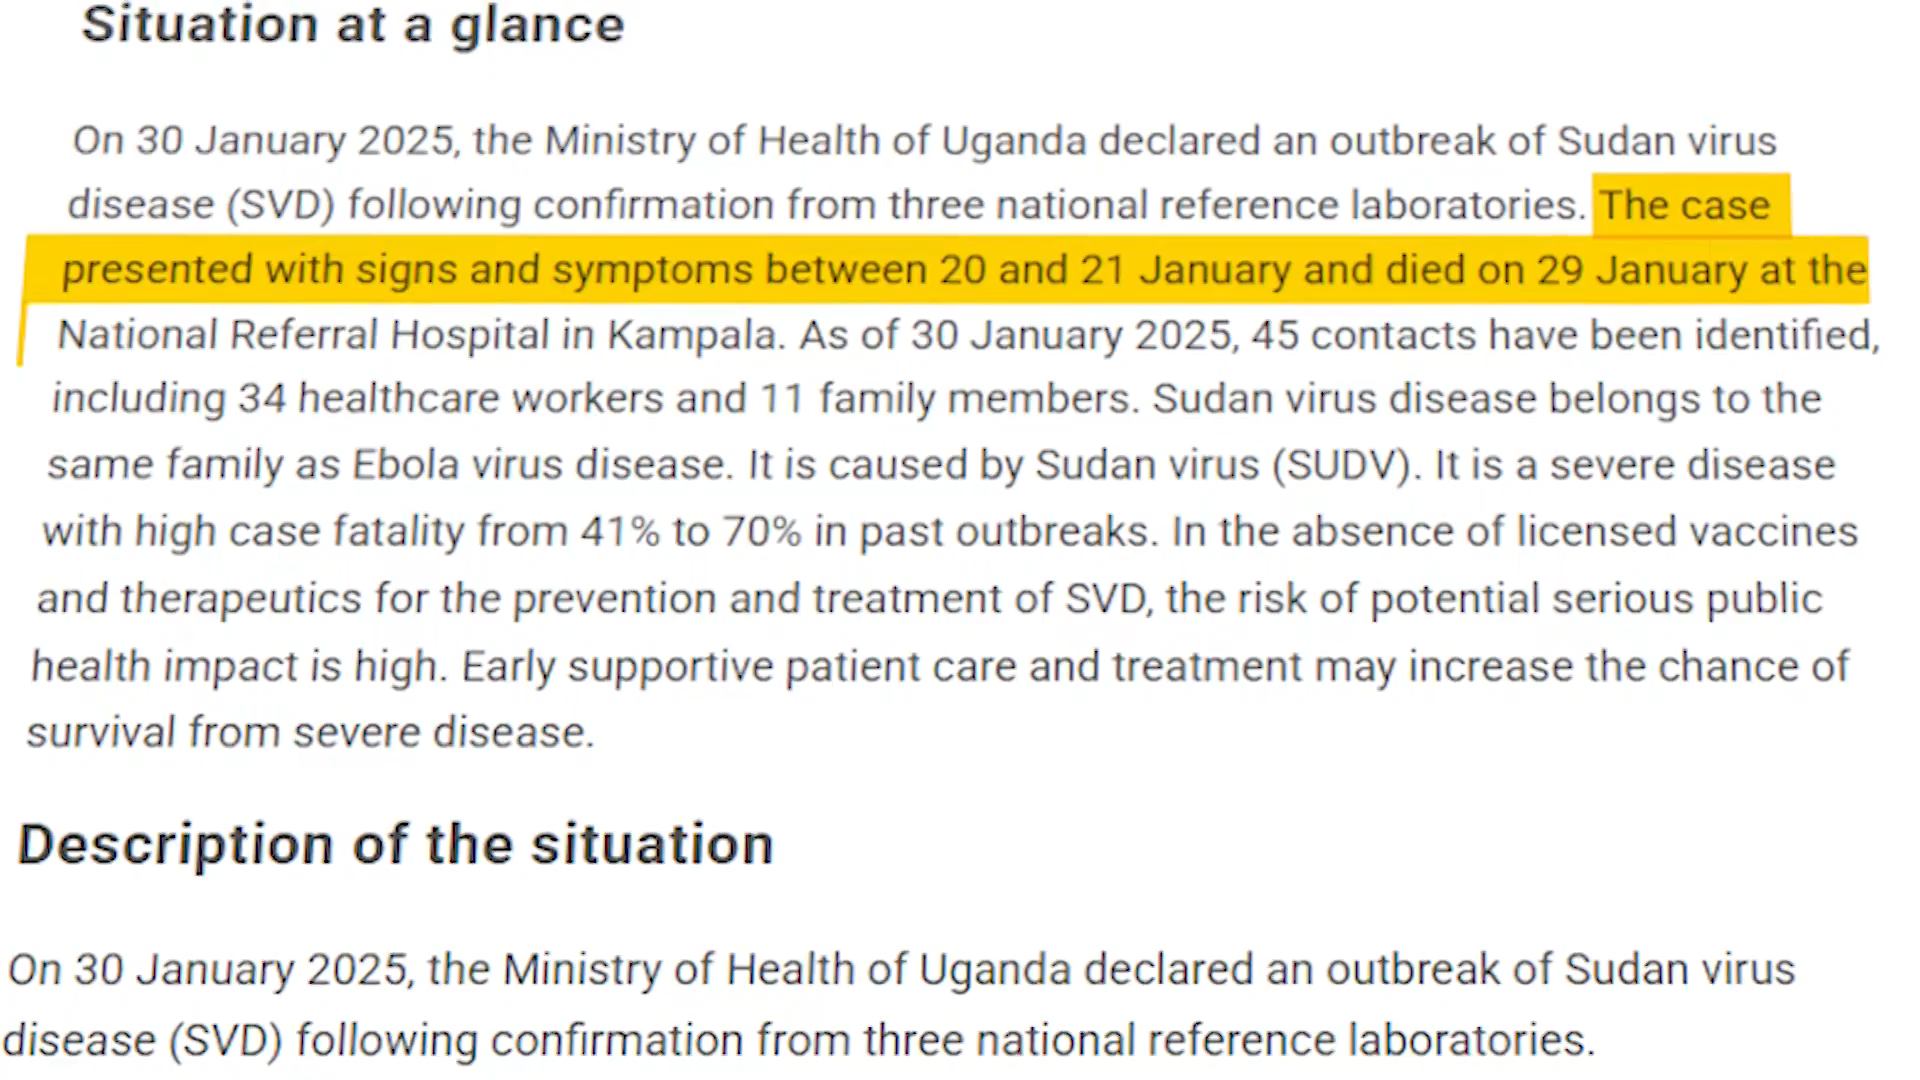 Situation at a glance
On 30 January 2025, the Ministry of Health of Uganda declared an outbreak of Sudan virus
disease (SVD) following confirmation from three national reference laboratories. The case
presented with signs and symptoms between 20 and 21 January and died on 29 January at the
National Referral Hospital in Kampala. As of 30 January 2025, 45 contacts have been identified,
including 34 healthcare workers and 11 family members. Sudan virus disease belongs to the
same family as Ebola virus disease. It is caused by Sudan virus (SUDV). It is a severe disease
with high case fatality from 41% to 70% in past outbreaks. In the absence of licensed vaccines
and therapeutics for the prevention and treatment of SVD, the risk of potential serious public
health impact is high. Early supportive patient care and treatment may increase the chance of
survival from severe disease.
Description of the situation
On 30 January 2025, the Ministry of Health of Uganda declared an outbreak of Sudan virus
disease (SVD) following confirmation from three national reference laboratories.